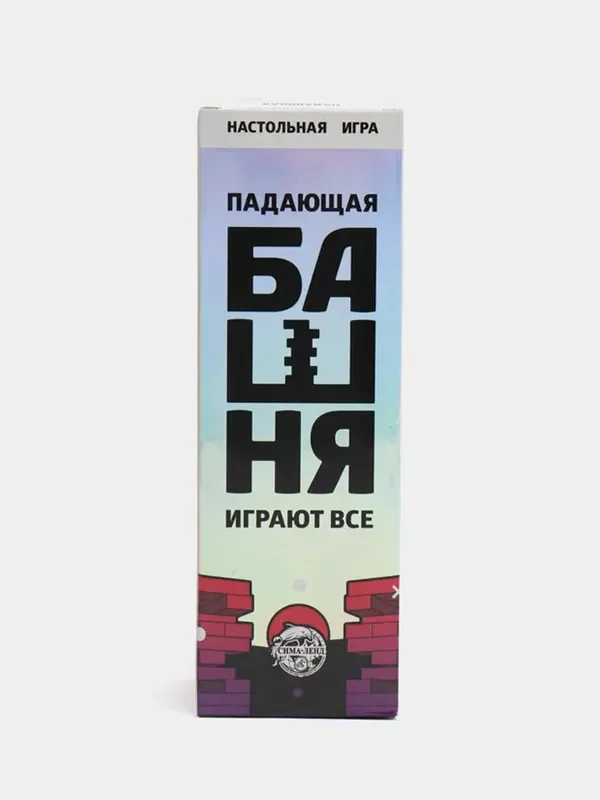 НАСТОЛЬНАЯ ИГРА
ПАДАЮЩАЯ
БА
Ш
НЯ
ИГРАЮТ ВСЕ
СИМА-ЛЕНД